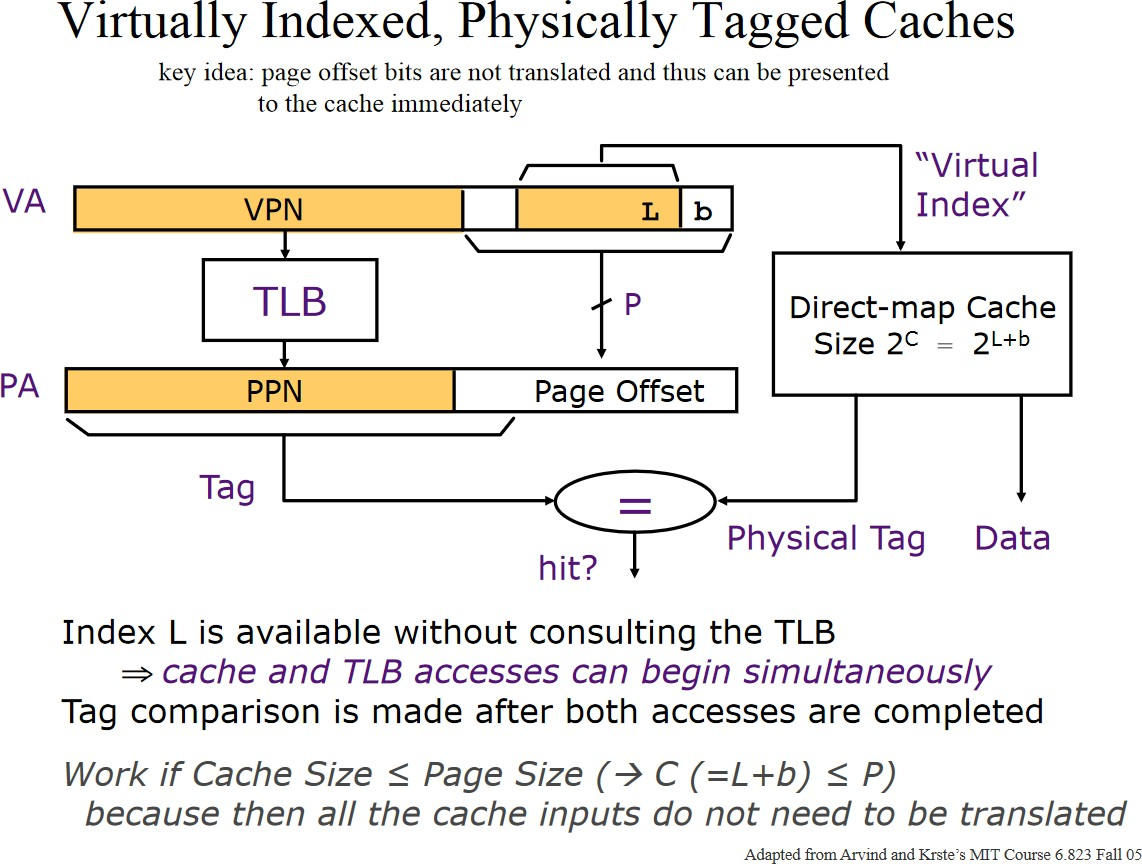 Virtually Indexed, Physically Tagged Caches
key idea: page offset bits are not translated and thus can be presented
to the cache immediately
"Virtual
Index"
VA
VPN
L
b
TLB
P
Direct-map Cache
Size 2^C = 2^L+b
PA
PPN
Page Offset
Tag
=
Physical Tag
Data
hit?
Index L is available without consulting the TLB
⇒ cache and TLB accesses can begin simultaneously
Tag comparison is made after both accesses are completed
Work if Cache Size ≤ Page Size (→ C (=L+b) ≤ P)
because then all the cache inputs do not need to be translated
Adapted from Arvind and Krste's MIT Course 6.823 Fall 05